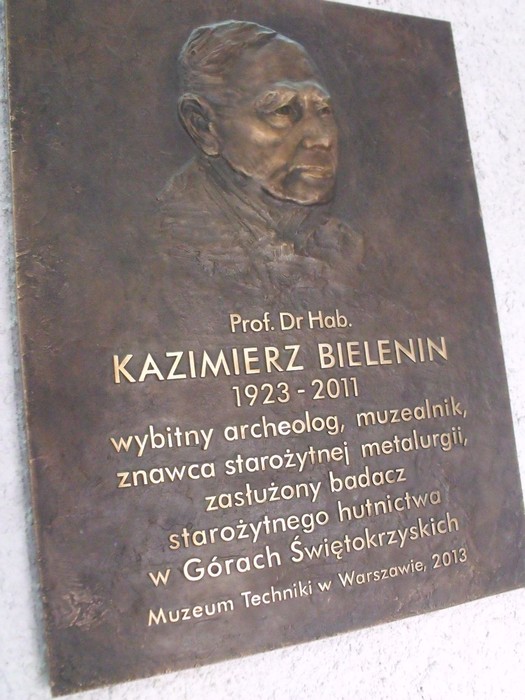 Prof. Dr Hab.
KAZIMIERZ BIELENIN
1923 - 2011
wybitny archeolog, muzealnik,
znawca starożytnej metalurgii,
zasłużony badacz
starożytnego hutnictwa
w Górach Świętokrzyskich
Muzeum Techniki w Warszawie, 2013